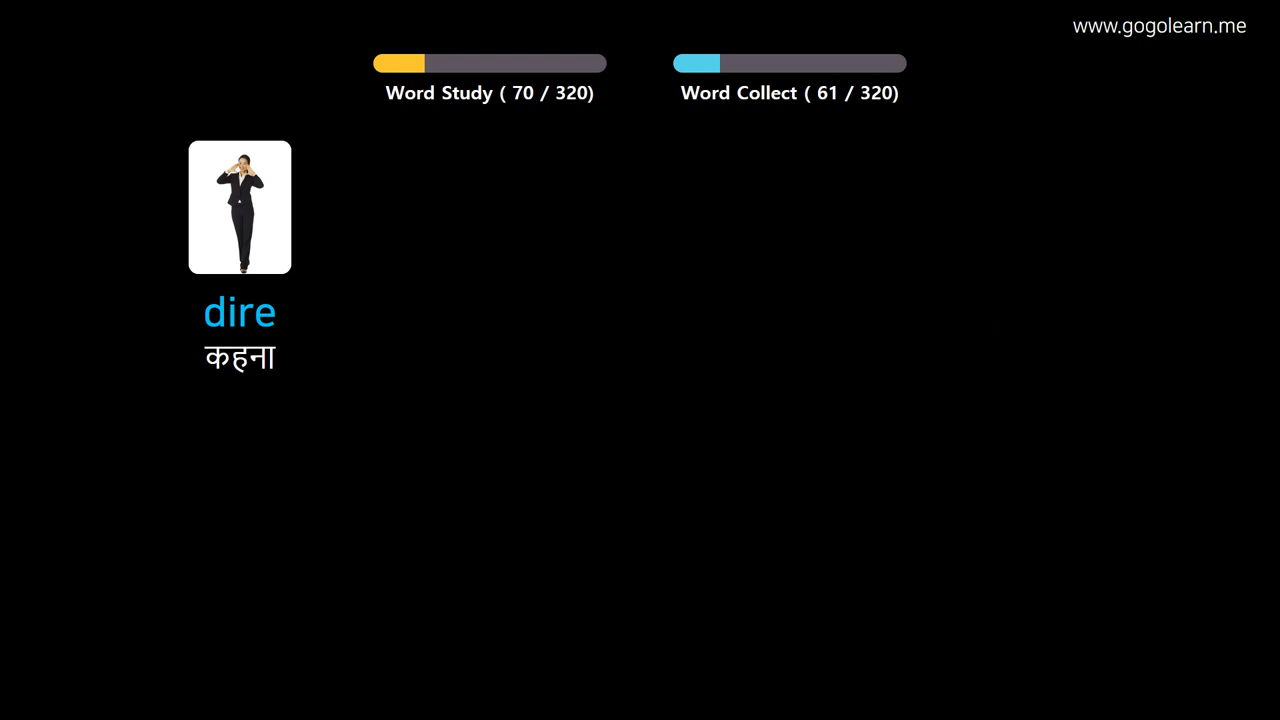 www.gogolearn.me
Word Study ( 70 / 320)
Word Collect ( 61 / 320)
dire
कहना